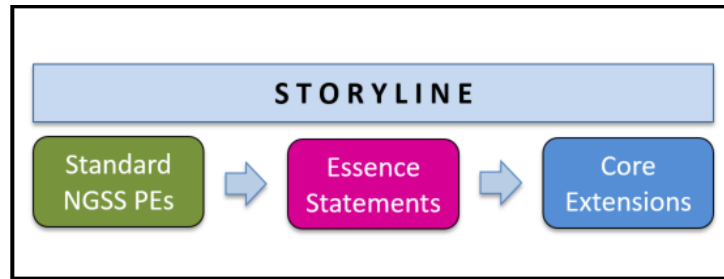 STORYLINE
Standard
NGSS PEs
Essence
Statements
Core
Extensions